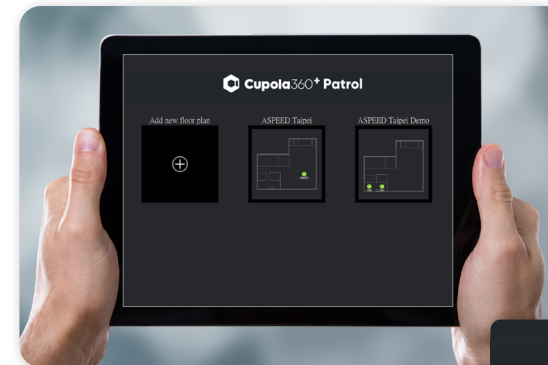 Cupola360+ Patrol
Add new floor plan
ASPEED Taipei
ASPEED Taipei Demo